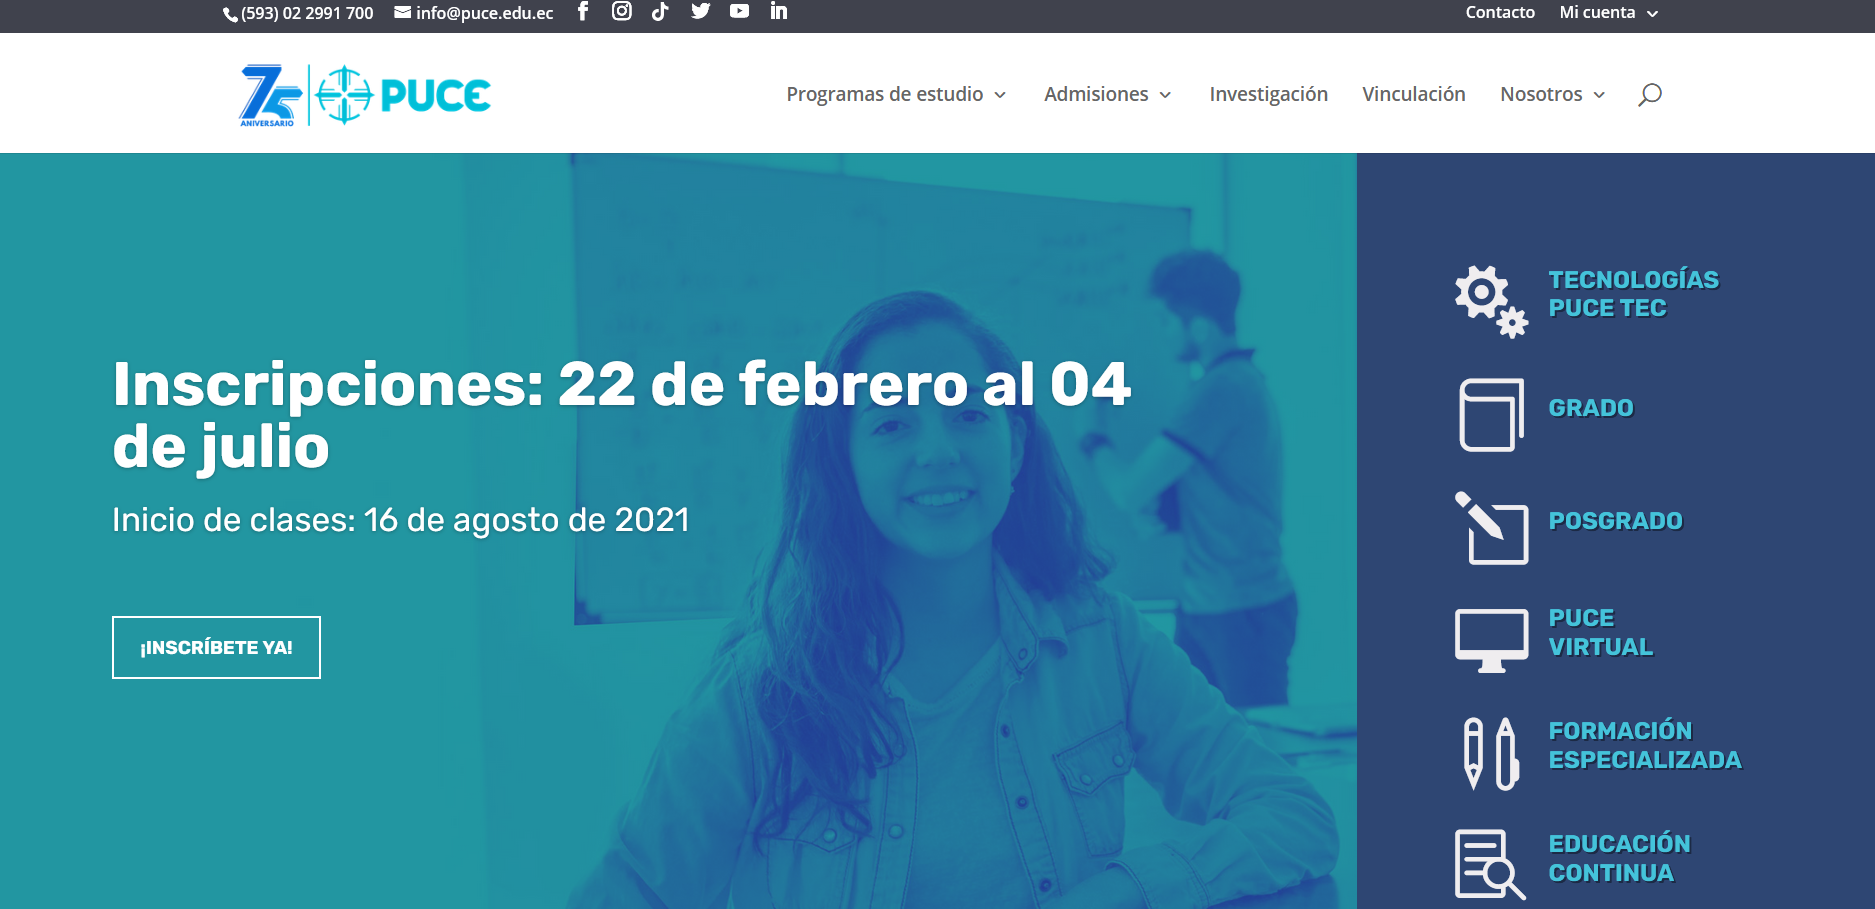 (593) 02 2991 700
info@puce.edu.ec
Contacto
Mi cuenta
75
ANIVERSARIO
PUCE
Programas de estudio
Admisiones
Investigación
Vinculación
Nosotros
Inscripciones: 22 de febrero al 04
de julio
Inicio de clases: 16 de agosto de 2021
¡INSCRÍBETE YA!
TECNOLOGÍAS
PUCE TEC
GRADO
POSGRADO
PUCE
VIRTUAL
FORMACIÓN
ESPECIALIZADA
EDUCACIÓN
CONTINUA